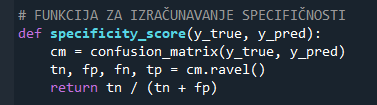 # FUNKCIJA ZA IZRAČUNAVANJE SPECIFIČNOSTI
def specificity_score(y_true, y_pred):
    cm = confusion_matrix(y_true, y_pred)
    tn, fp, fn, tp = cm.ravel()
    return tn / (tn + fp)